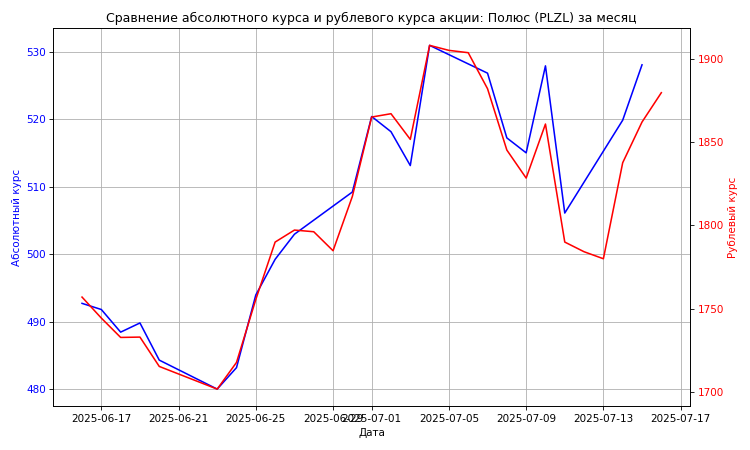 Сравнение абсолютного курса и рублевого курса акции: Полюс (PLZL) за месяц
530
520
510
500
490
480
Абсолютный курс
1900
1850
1800
1750
1700
Рублевый курс
2025-06-17 2025-06-21 2025-06-25 2025-06-29 2025-07-01 2025-07-05 2025-07-09 2025-07-13 2025-07-17
Дата